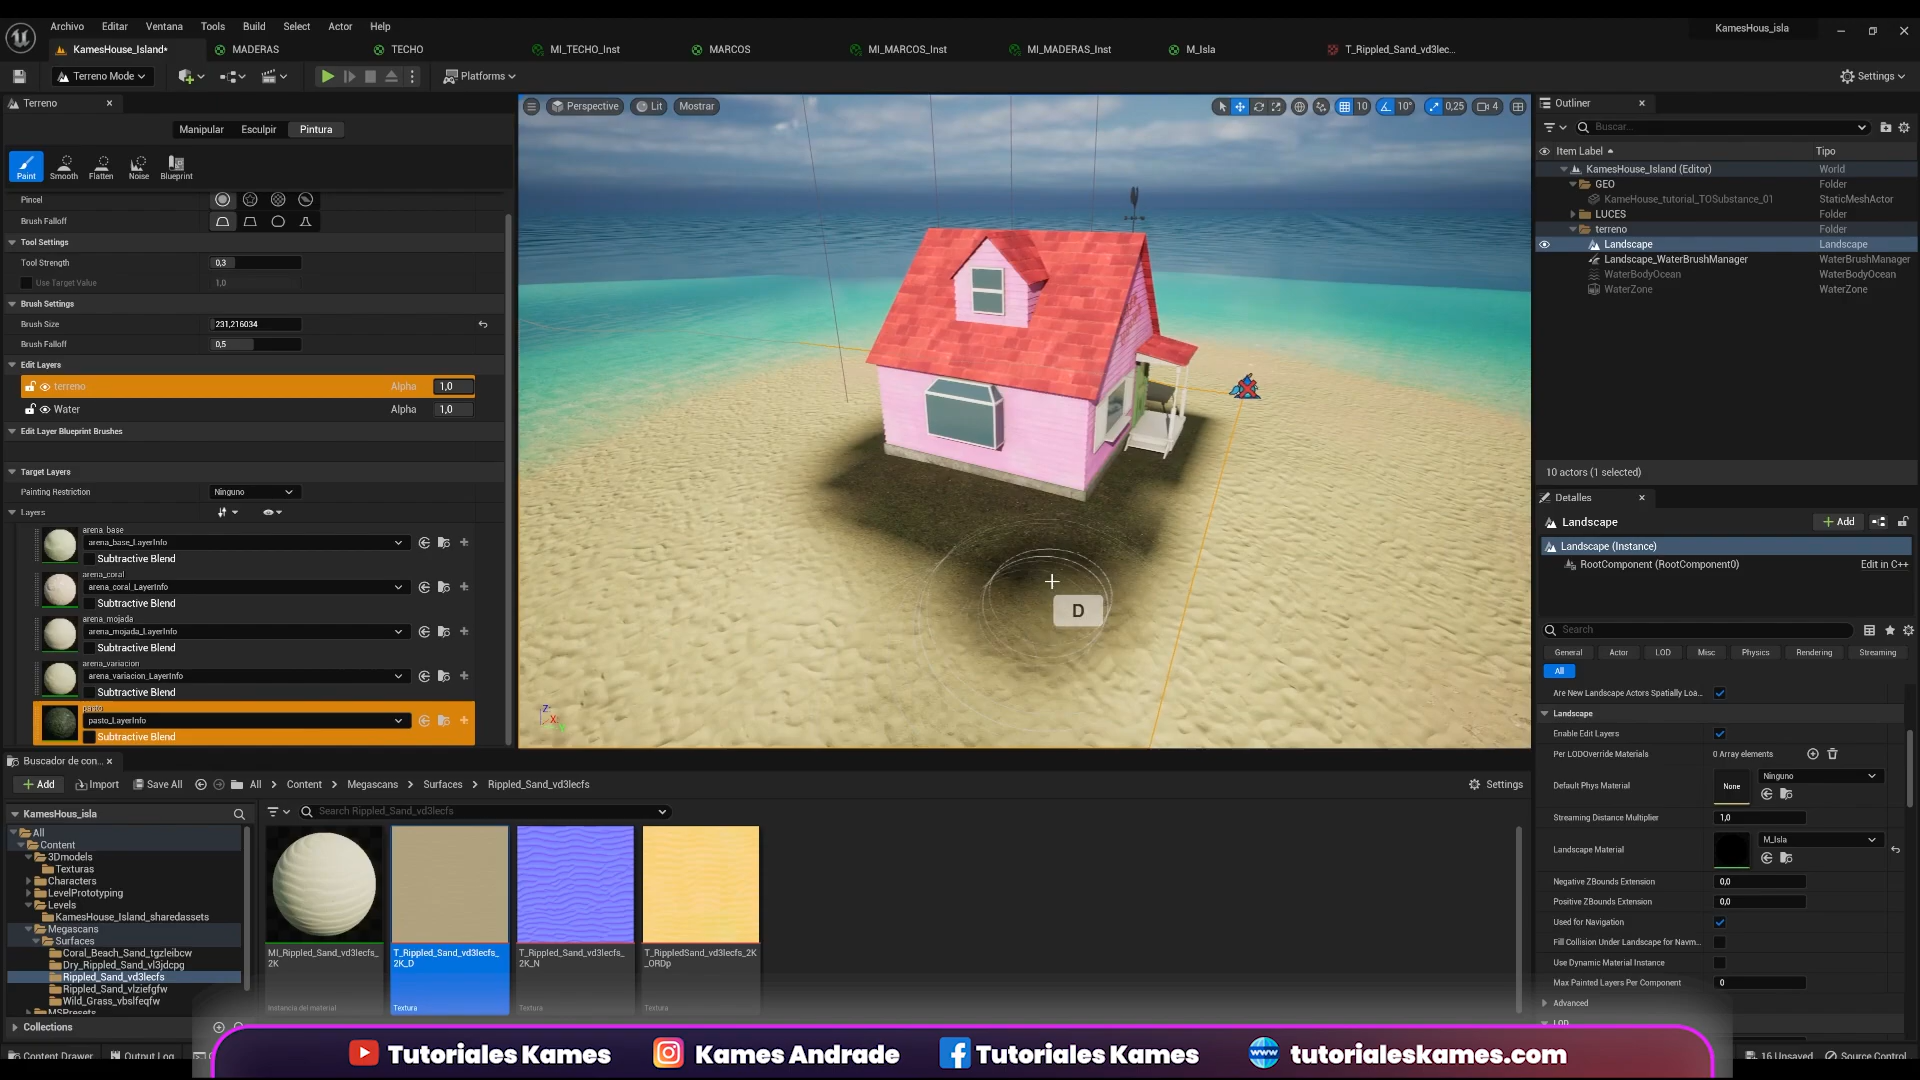 Archivo Editar Ventana Tools Build Select Actor Help
KamesHous_isla
KamesHouse_Island* MADERAS TECHO MI_TECHO_Inst MARCOS MI_MARCOS_Inst MI_MADERAS_Inst M_Isla T_Rippled_Sand_vd3lec...
Terreno Mode Platforms Settings
Terreno
Manipular Esculpir Pintura
Paint Smooth Flatten Noise Blueprint
Pincel
Brush Falloff
Tool Settings
Tool Strength 0,3
Use Target Value 1,0
Brush Settings
Brush Size 231,216034
Brush Falloff 0,5
Edit Layers
terreno Alpha 1,0
Water Alpha 1,0
Edit Layer Blueprint Brushes
Target Layers
Painting Restriction Ninguno
Layers
arena_base
arena_base_LayerInfo
Subtractive Blend
arena_coral
arena_coral_LayerInfo
Subtractive Blend
arena_mojada
arena_mojada_LayerInfo
Subtractive Blend
arena_variacion
arena_variacion_LayerInfo
Subtractive Blend
pasto
pasto_LayerInfo
Subtractive Blend
Perspective Lit Mostrar 10 10° 0,25 4
D
Z
X
Outliner
Buscar...
Item Label Tipo
KamesHouse_Island (Editor) World
GEO Folder
KameHouse_tutorial_TOSubstance_01 StaticMeshActor
LUCES Folder
terreno Folder
Landscape Landscape
Landscape_WaterBrushManager WaterBrushManager
WaterBodyOcean WaterBodyOcean
WaterZone WaterZone
10 actors (1 selected)
Detalles
Landscape Add
Landscape (Instance)
RootComponent (RootComponent0) Edit in C++
Search
General Actor LOD Misc Physics Rendering Streaming
All
Are New Landscape Actors Spatially Loa...
Landscape
Enable Edit Layers
Per LODOverride Materials 0 Array elements
Default Phys Material None Ninguno
Streaming Distance Multiplier 1,0
Landscape Material M_Isla
Negative ZBounds Extension 0,0
Positive ZBounds Extension 0,0
Used for Navigation
Fill Collision Under Landscape for Navm...
Use Dynamic Material Instance
Max Painted Layers Per Component 0
Advanced
LOD
16 Unsaved Source Control
Buscador de con...
Add Import Save All All Content Megascans Surfaces Rippled_Sand_vd3lecfs Settings
KamesHous_isla
Search Rippled_Sand_vd3lecfs
All
Content
3Dmodels
Texturas
Characters
LevelPrototyping
Levels
KamesHouse_Island_sharedassets
Megascans
Surfaces
Coral_Beach_Sand_tgzleibcw
Dry_Rippled_Sand_vl3jdcpg
Rippled_Sand_vd3lecfs
Rippled_Sand_vlziefgfw
Wild_Grass_vbslfeqfw
MSPresets
Collections
Content Drawer Output Log
MI_Rippled_Sand_vd3lecfs_2K
Instancia del material
T_Rippled_Sand_vd3lecfs_2K_D
Textura
T_Rippled_Sand_vd3lecfs_2K_N
Textura
T_RippledSand_vd3lecfs_2K_ORDp
Textura
Tutoriales Kames Kames Andrade Tutoriales Kames www tutorialeskames.com